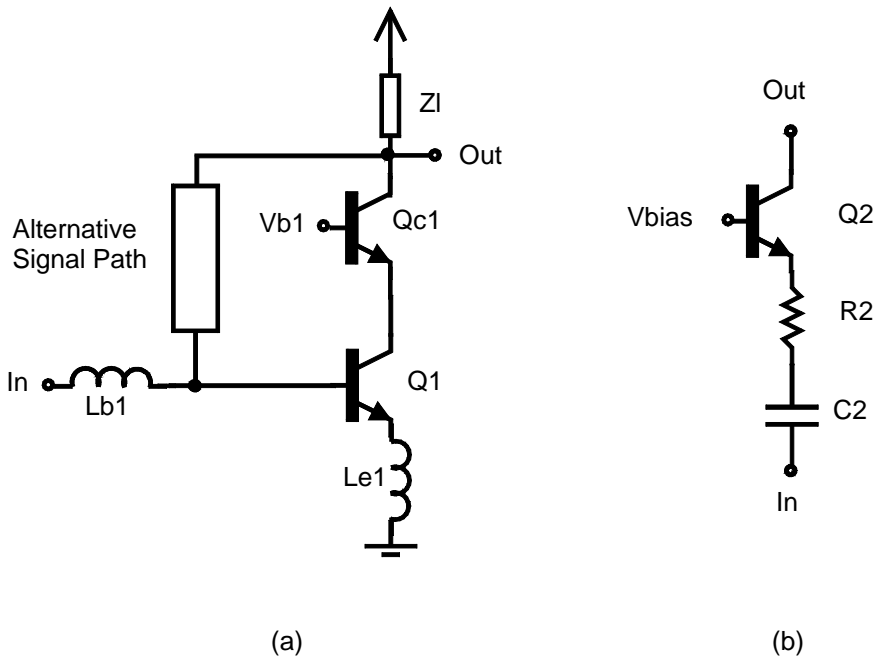 Zl
Out
Vb1
Qc1
Alternative
Signal Path
In
Lb1
Q1
Le1
(a)
Out
Vbias
Q2
R2
C2
In
(b)